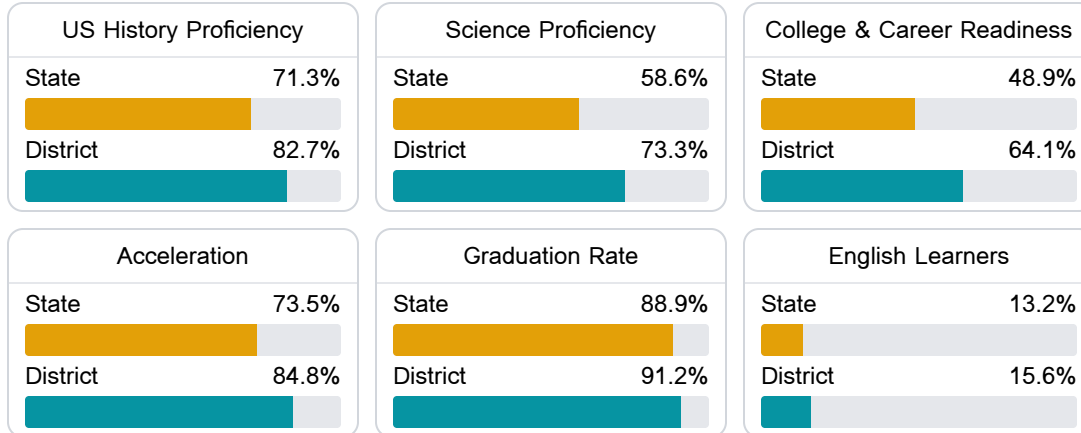 US History Proficiency
State 71.3%
District 82.7%
Science Proficiency
State 58.6%
District 73.3%
College & Career Readiness
State 48.9%
District 64.1%
Acceleration
State 73.5%
District 84.8%
Graduation Rate
State 88.9%
District 91.2%
English Learners
State 13.2%
District 15.6%